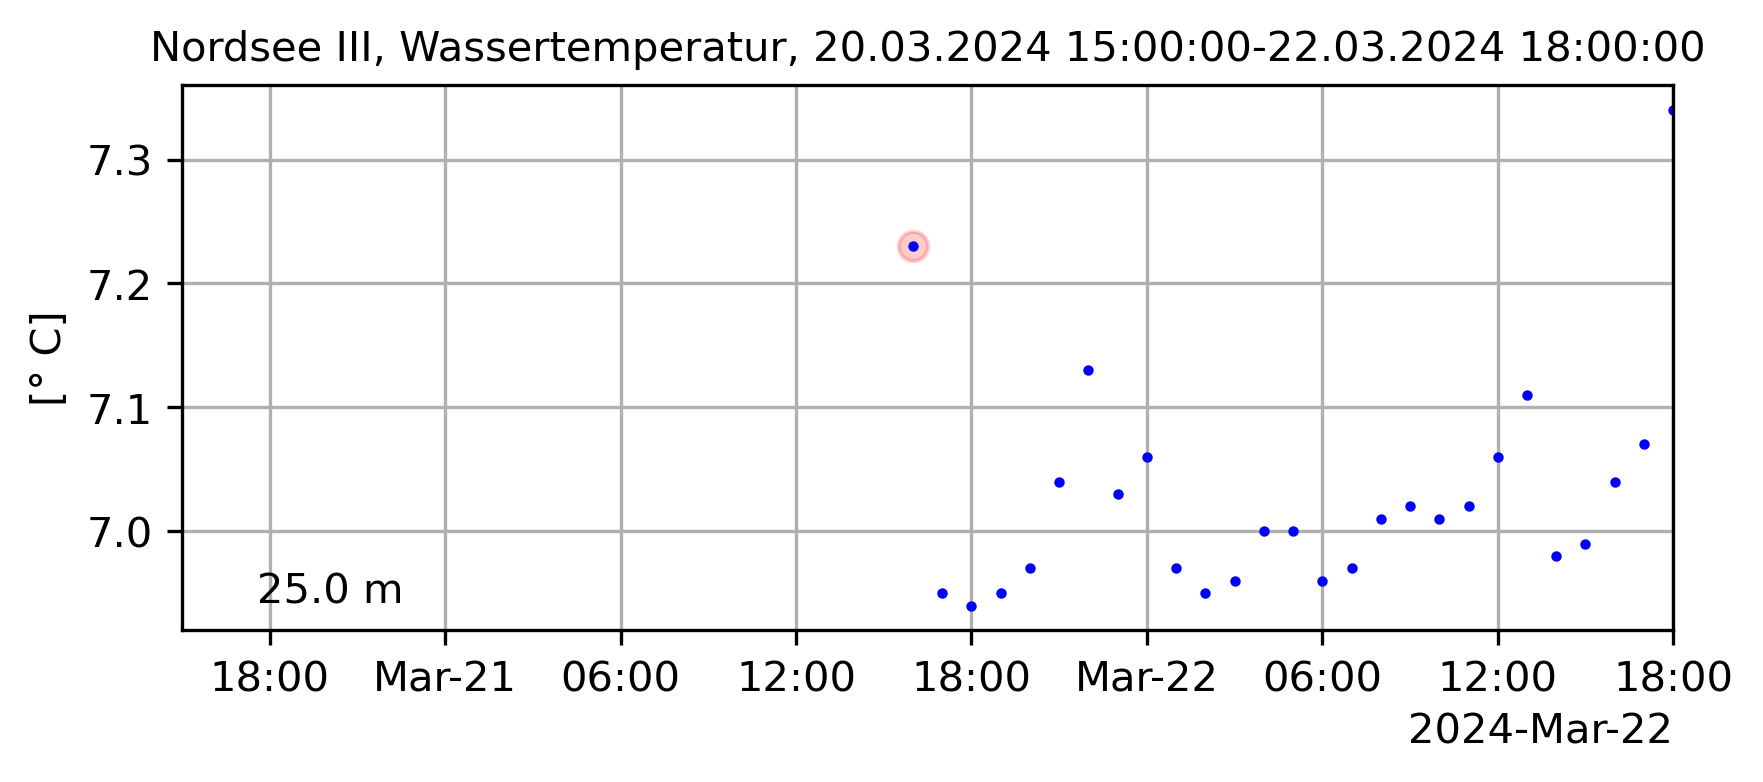 Nordsee III, Wassertemperatur, 20.03.2024 15:00:00-22.03.2024 18:00:00
[° C]
7.3
7.2
7.1
7.0
25.0 m
18:00 Mar-21 06:00 12:00 18:00 Mar-22 06:00 12:00 18:00
2024-Mar-22